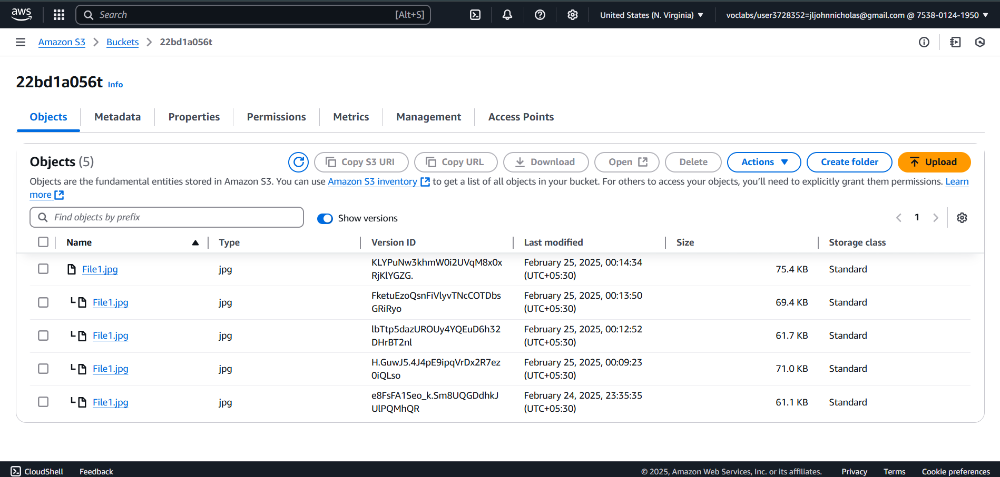 aws
Search [Alt+S]
United States (N. Virginia)
voclabs/user3728352=jljohnnicholas@gmail.com @ 7538-0124-1950
Amazon S3
Buckets
22bd1a056t
22bd1a056t Info
Objects
Metadata
Properties
Permissions
Metrics
Management
Access Points
Objects (5)
Copy S3 URI
Copy URL
Download
Open
Delete
Actions
Create folder
Upload
Objects are the fundamental entities stored in Amazon S3. You can use Amazon S3 inventory to get a list of all objects in your bucket. For others to access your objects, you'll need to explicitly grant them permissions. Learn
more
Find objects by prefix
Show versions
1
Name Type Version ID Last modified Size Storage class
File1.jpg jpg KLYPuNw3khmW0i2UVqM8x0x February 25, 2025, 00:14:34 75.4 KB Standard
RjKlYGZG. (UTC+05:30)
File1.jpg jpg FketuEzoQsnFiVlyvTNcCOTDbs February 25, 2025, 00:13:50 69.4 KB Standard
GRiRyo (UTC+05:30)
File1.jpg jpg lbTtp5dazUROUy4YQEuD6h32 February 25, 2025, 00:12:52 61.7 KB Standard
DHrBT2nl (UTC+05:30)
File1.jpg jpg H.GuwJ5.4J4pE9ipqVrDx2R7ez February 25, 2025, 00:09:23 71.0 KB Standard
0iQLso (UTC+05:30)
File1.jpg jpg e8FsFA1Seo_k.Sm8UQGDdhkJ February 24, 2025, 23:35:35 61.1 KB Standard
UlPQMhQR (UTC+05:30)
CloudShell Feedback © 2025, Amazon Web Services, Inc. or its affiliates. Privacy Terms Cookie preferences